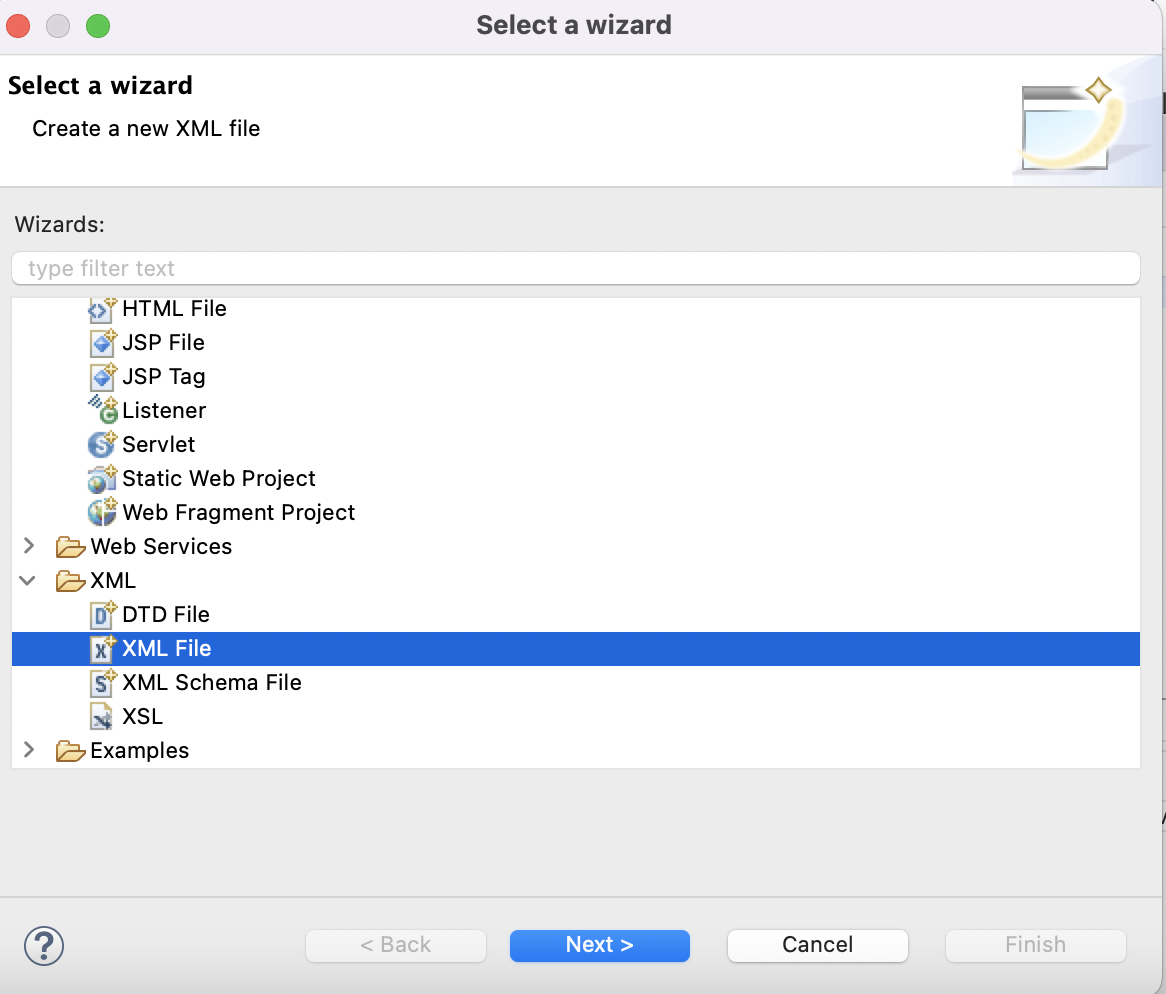 Select a wizard
Select a wizard
Create a new XML file
Wizards:
type filter text
HTML File
JSP File
JSP Tag
Listener
Servlet
Static Web Project
Web Fragment Project
Web Services
XML
DTD File
XML File
XML Schema File
XSL
Examples
? < Back Next > Cancel Finish